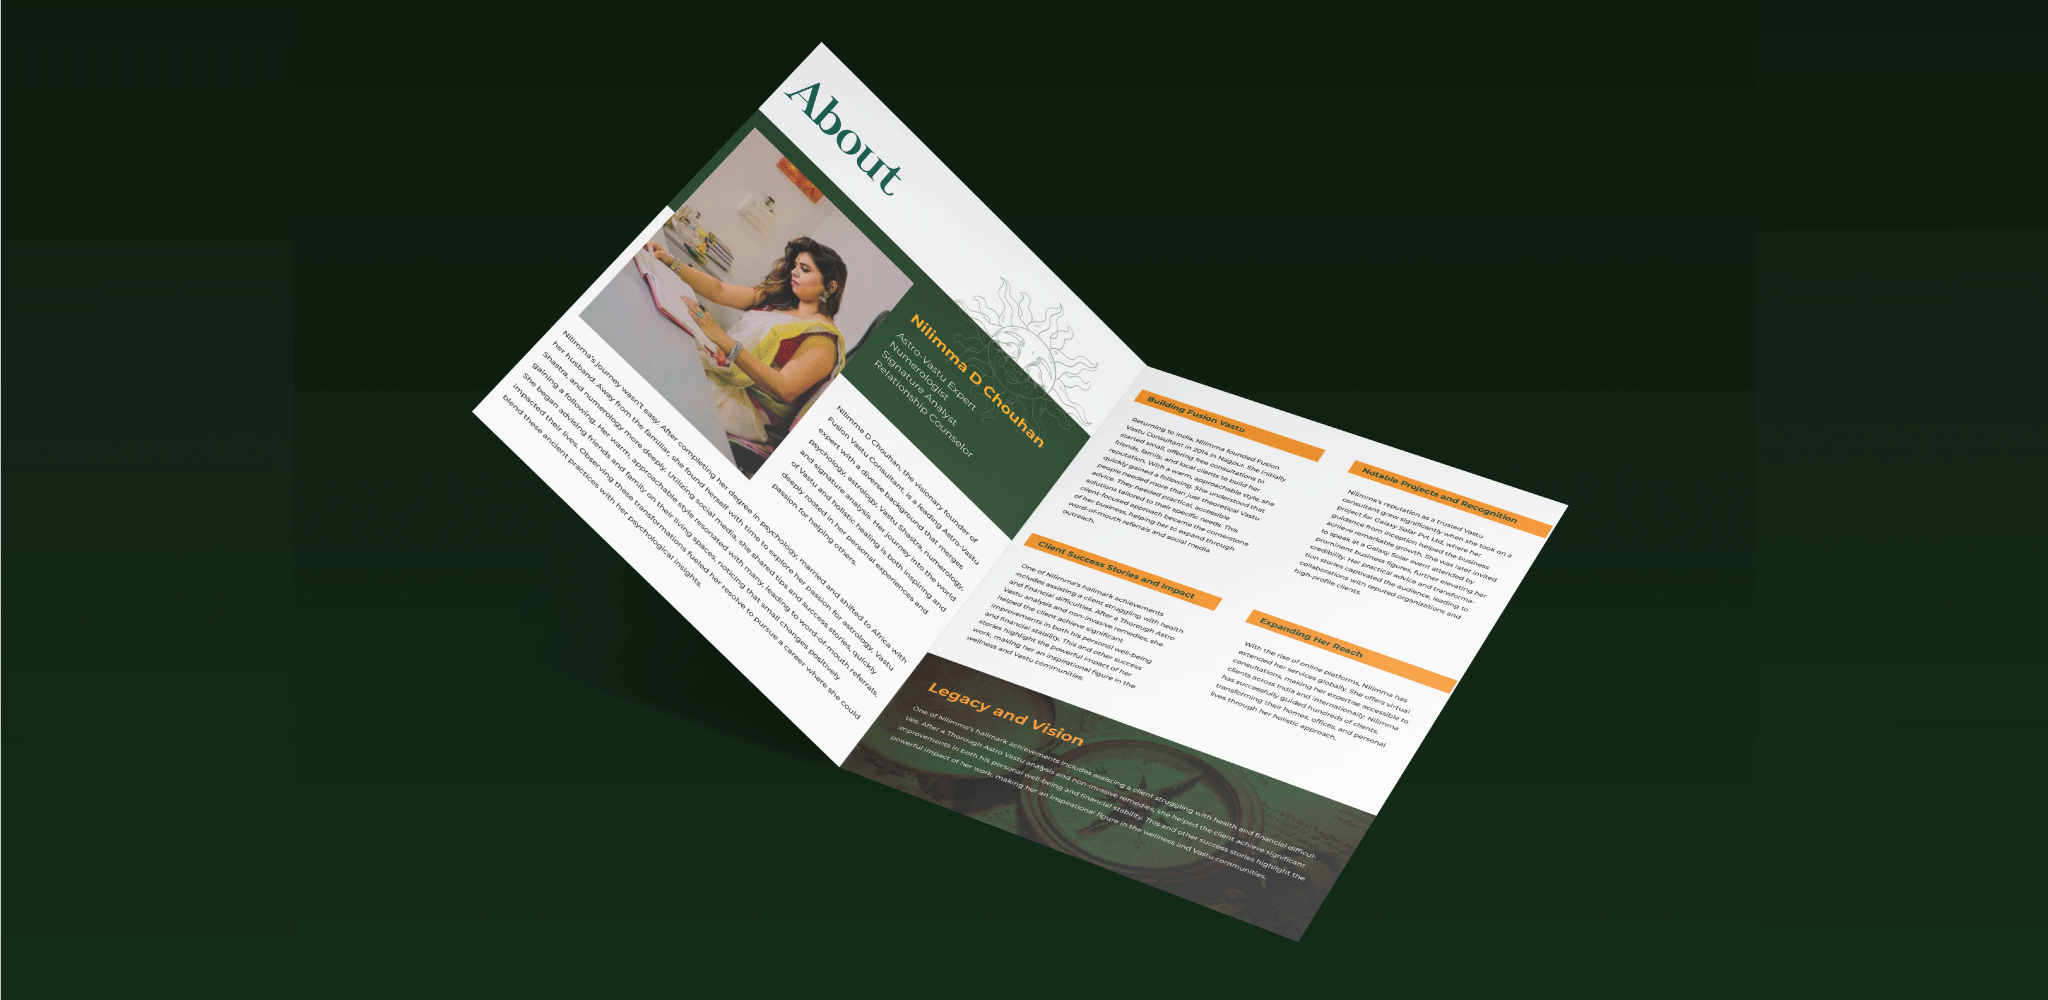 About
Nilimma D Chouhan
Astro-Vastu Expert
Numerologist
Signature Analyst
Relationship Counselor
Nilimma D Chouhan, the visionary founder of
Fusion Vastu Consultant, is a leading Astro-Vastu
expert with a diverse background that merges
psychology, astrology, Vastu Shastra, numerology,
and signature analysis. Her journey into the world
of Vastu and holistic healing is both inspiring and
deeply rooted in her personal experiences and
passion for helping others.
Nilimma's journey wasn't easy. After completing her degree in psychology, married and shifted to Africa with
her husband. Away from the familiar, she found herself with time to explore her passion for astrology, Vastu
Shastra, and numerology more deeply. Utilizing social media, she shared tips and success stories, quickly
gaining a following. Her warm, approachable style resonated with many, leading to word-of-mouth referrals.
She began advising friends and family on their living spaces, noticing that small changes positively
impacted their lives. Observing these transformations fueled her resolve to pursue a career where she could
blend these ancient practices with her psychological insights.
Building Fusion Vastu
Returning to India, Nilimma founded Fusion
Vastu Consultant in 2014 in Nagpur. She initially
started small, offering free consultations to
friends, family, and local clients to build her
reputation. With a warm, approachable style, she
quickly gained a following. She understood that
people needed more than just theoretical Vastu
advice. They needed practical, accessible
solutions tailored to their specific needs. This
client-focused approach became the cornerstone
of her business, helping her to expand through
word-of-mouth referrals and social media
outreach.
Client Success Stories and Impact
One of Nilimma's hallmark achievements
includes assisting a client struggling with health
and financial difficulties. After a Thorough Astro
Vastu analysis and non-invasive remedies, she
helped the client achieve significant
improvements in both his personal well-being
and financial stability. This and other success
stories highlight the powerful impact of her
work, making her an inspirational figure in the
wellness and Vastu communities.
Notable Projects and Recognition
Nilimma's reputation as a trusted Vastu
consultant grew significantly when she took on a
project for Galaxy Solar Pvt Ltd, where her
guidance from inception helped the business
achieve remarkable growth. She was later invited
to speak at a Galaxy Solar event attended by
prominent business figures, further elevating her
credibility. Her practical advice and transforma-
tion stories captivated the audience, leading to
collaborations with reputed organizations and
high-profile clients.
Expanding Her Reach
With the rise of online platforms, Nilimma has
extended her services globally. She offers virtual
consultations, making her expertise accessible to
clients across India and internationally. Nilimma
has successfully guided hundreds of clients,
transforming their homes, offices, and personal
lives through her holistic approach.
Legacy and Vision
One of Nilimma's hallmark achievements includes assisting a client struggling with health and financial difficul-
ties. After a Thorough Astro Vastu analysis and non-invasive remedies, she helped the client achieve significant
improvements in both his personal well-being and financial stability. This and other success stories highlight the
powerful impact of her work, making her an inspirational figure in the wellness and Vastu communities.